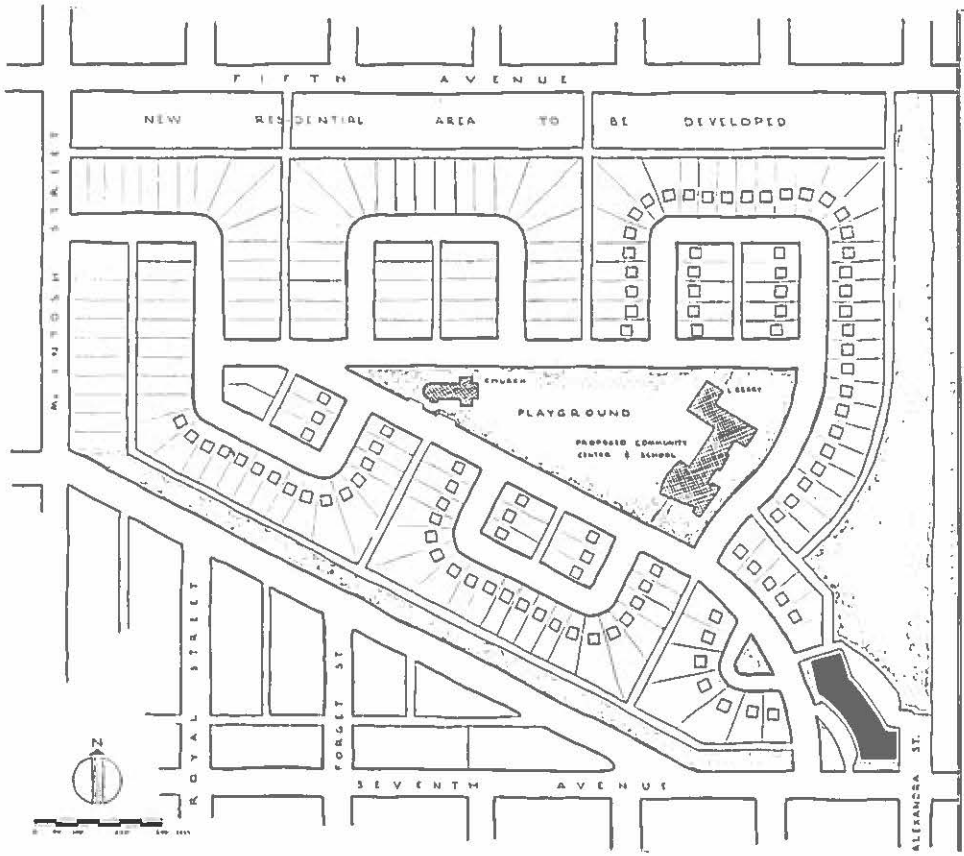 FIFTH AVENUE
NEW RESIDENTIAL AREA TO BE DEVELOPED
CHURCH
LIBRARY
PLAYGROUND
PROPOSED COMMUNITY
CENTER & SCHOOL
ROYAL STREET
FORGET ST.
N
SEVENTH AVENUE
ALEXANDRA ST.
STREET